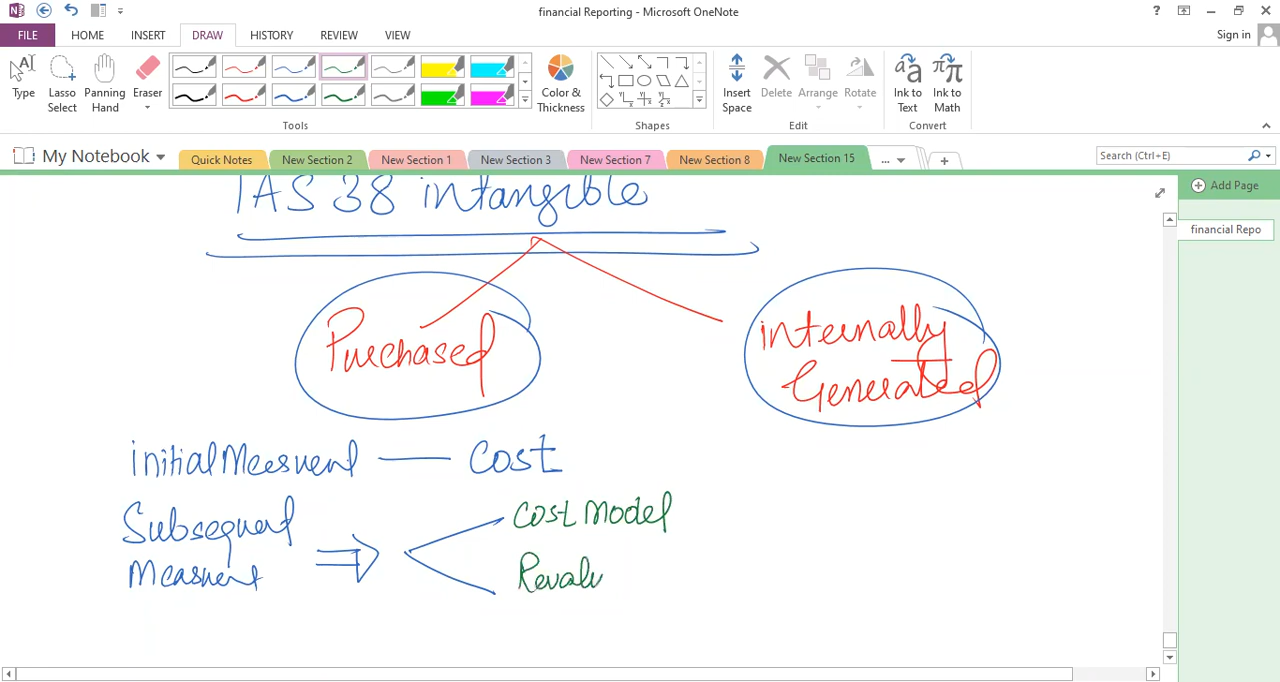 financial Reporting - Microsoft OneNote
?
FILE HOME INSERT DRAW HISTORY REVIEW VIEW
Sign in
Type
Lasso Select
Panning Hand
Eraser
Color & Thickness
Insert Space
Delete
Arrange
Rotate
Ink to Text
Ink to Math
Tools
Shapes
Edit
Convert
My Notebook
Quick Notes
New Section 2
New Section 1
New Section 3
New Section 7
New Section 8
New Section 15
...
Search (Ctrl+E)
Add Page
financial Repo
IAS 38 intangible
Purchased
internally
Generated
initial Meesment — Cost
Subsequent
Measment
Cost Model
Revalu